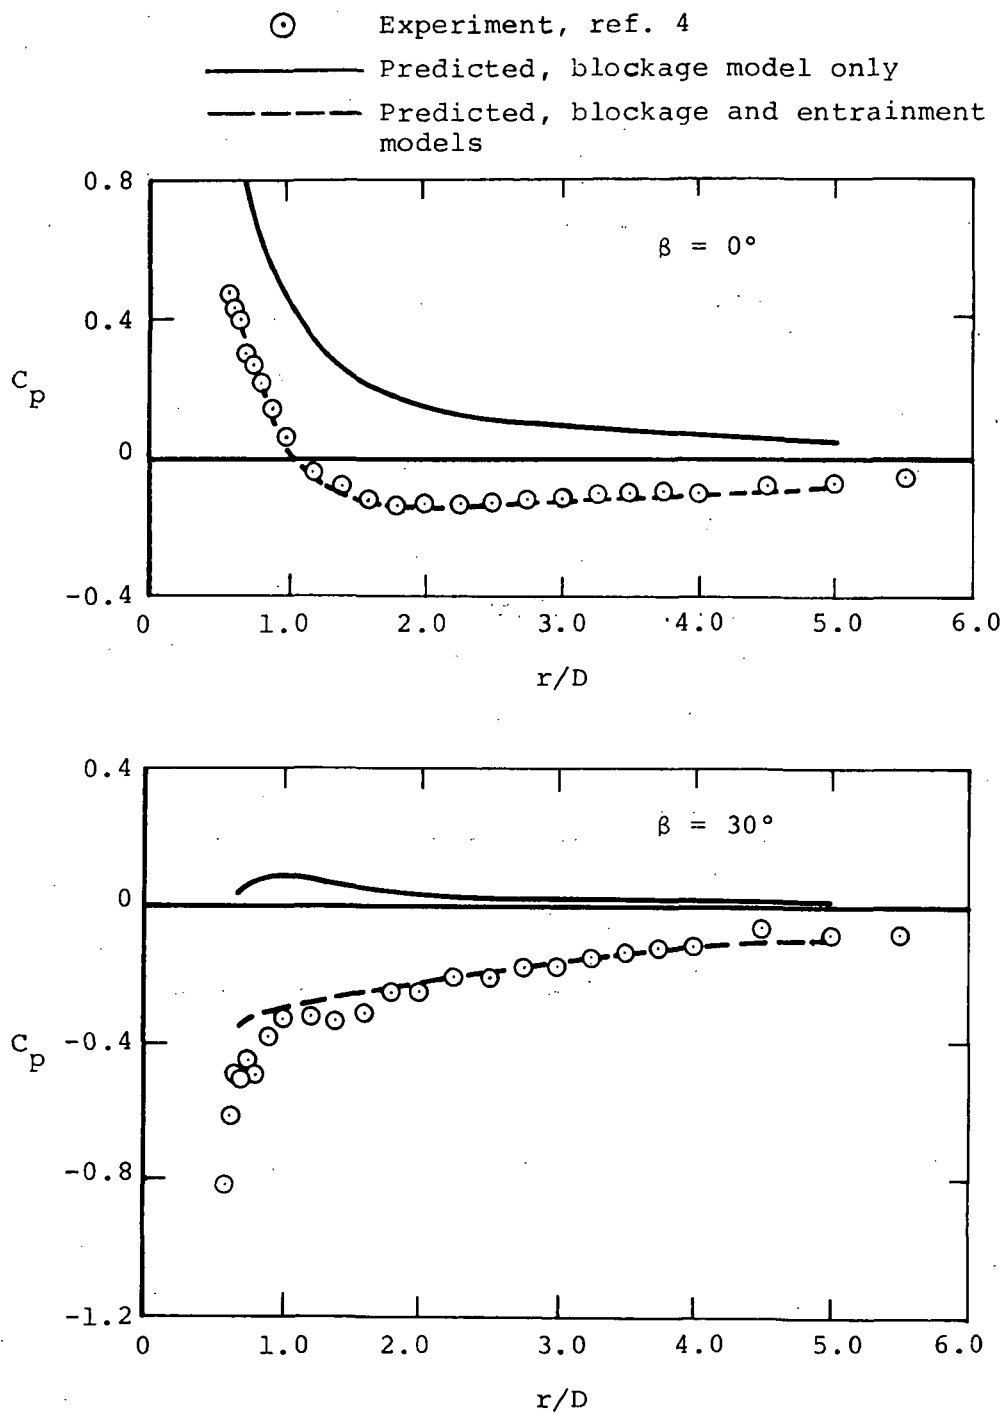 Experiment, ref. 4
Predicted, blockage model only
Predicted, blockage and entrainment
models
0.8
β = 0°
0.4
Cp
0
-0.4
0 1.0 2.0 3.0 4.0 5.0 6.0
r/D
0.4
β = 30°
0
Cp -0.4
-0.8
-1.2
0 1.0 2.0 3.0 4.0 5.0 6.0
r/D